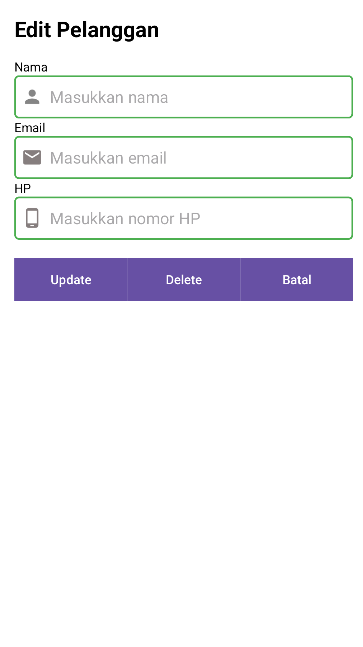 Edit Pelanggan
Nama
Masukkan nama
Email
Masukkan email
HP
Masukkan nomor HP
Update Delete Batal